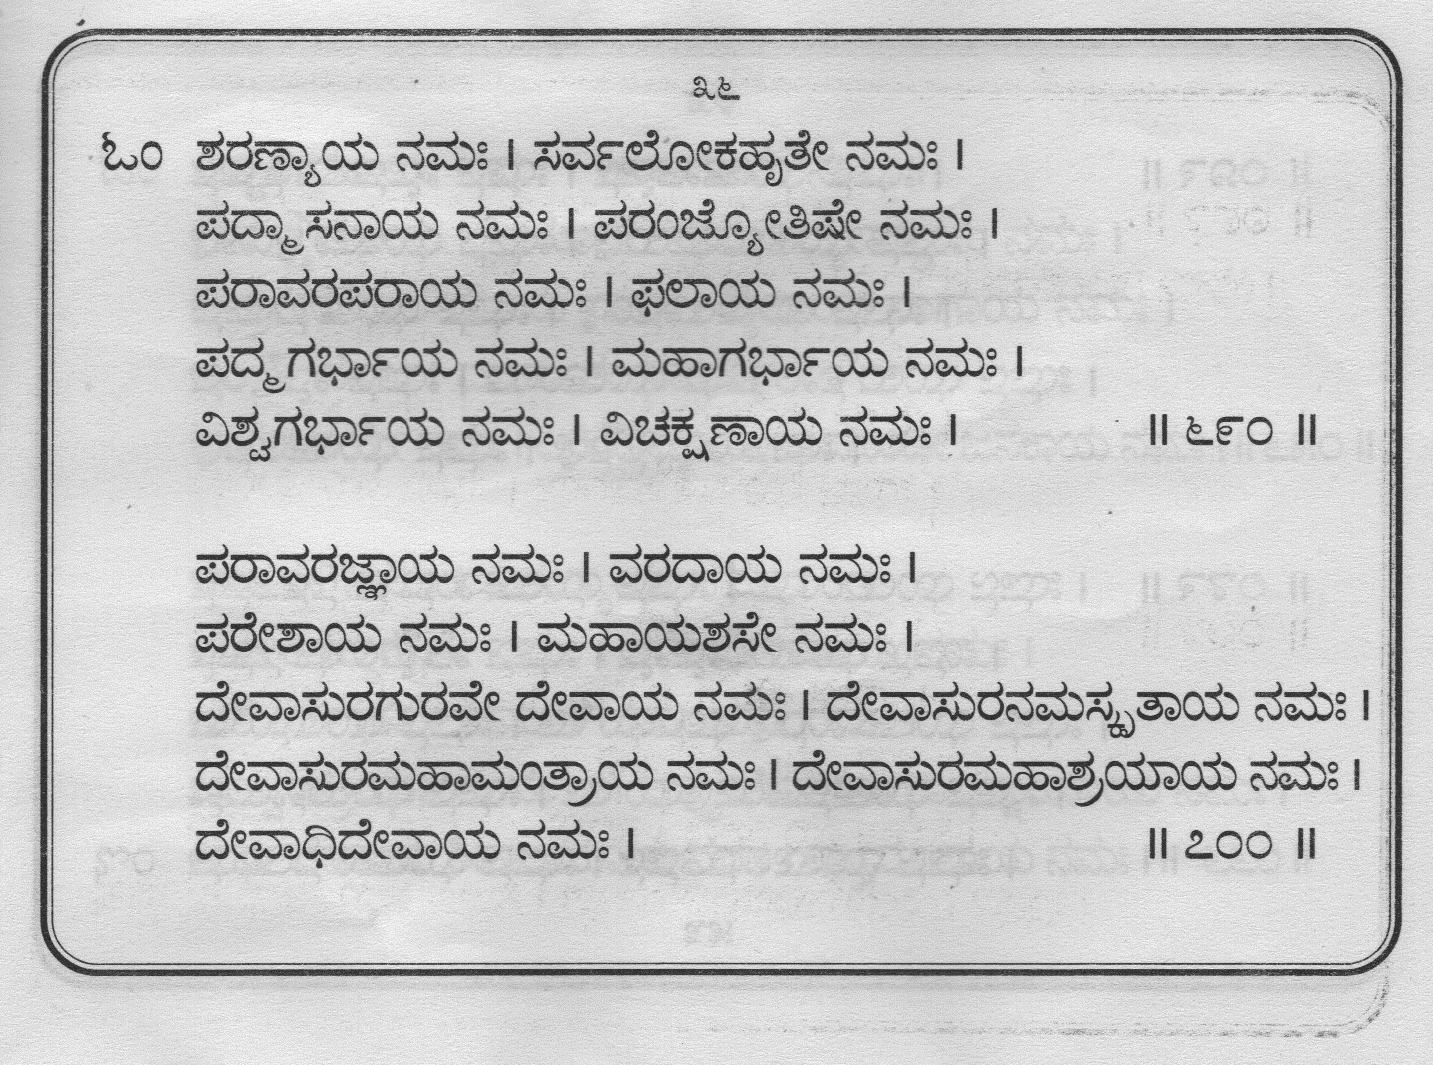 ೩೬
ಓಂ ಶರಣ್ಯಾಯ ನಮಃ । ಸರ್ವಲೋಕಹೃತೇ ನಮಃ ।
ಪದ್ಮಾಸನಾಯ ನಮಃ । ಪರಂಜ್ಯೋತಿಷೇ ನಮಃ ।
ಪರಾವರಪರಾಯ ನಮಃ । ಫಲಾಯ ನಮಃ ।
ಪದ್ಮಗರ್ಭಾಯ ನಮಃ । ಮಹಾಗರ್ಭಾಯ ನಮಃ ।
ವಿಶ್ವಗರ್ಭಾಯ ನಮಃ । ವಿಚಕ್ಷಣಾಯ ನಮಃ । ॥ ೬೯೦ ॥
ಪರಾವರಜ್ಞಾಯ ನಮಃ । ವರದಾಯ ನಮಃ ।
ಪರೇಶಾಯ ನಮಃ । ಮಹಾಯಶಸೇ ನಮಃ ।
ದೇವಾಸುರಗುರವೇ ದೇವಾಯ ನಮಃ । ದೇವಾಸುರನಮಸ್ಕೃತಾಯ ನಮಃ ।
ದೇವಾಸುರಮಹಾಮಂತ್ರಾಯ ನಮಃ । ದೇವಾಸುರಮಹಾಶ್ರಯಾಯ ನಮಃ ।
ದೇವಾಧಿದೇವಾಯ ನಮಃ । ॥ ೭೦೦ ॥